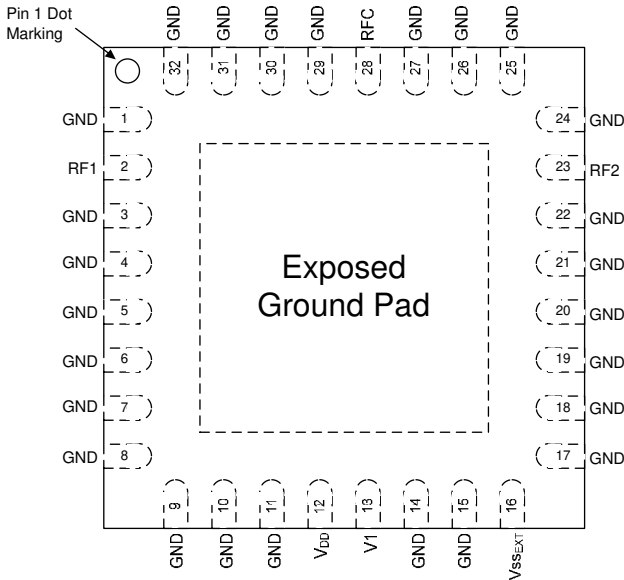 Pin 1 Dot
Marking
GND GND GND GND RFC GND GND GND
32 31 30 29 28 27 26 25
GND 1 24 GND
RF1 2 23 RF2
GND 3 22 GND
GND 4 21 GND
GND 5 20 GND
GND 6 19 GND
GND 7 18 GND
GND 8 17 GND
Exposed
Ground Pad
9 10 11 12 13 14 15 16
GND GND GND VDD V1 GND GND VSSEXT